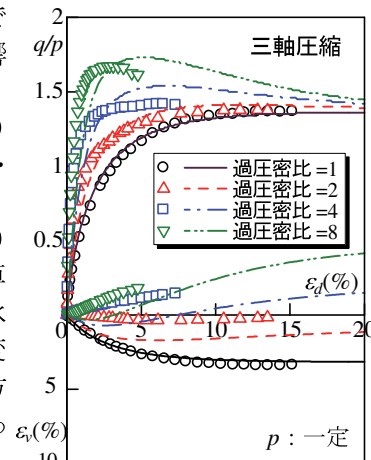 2
q/p
三軸圧縮
1.5
1
過圧密比 =1
過圧密比 =2
過圧密比 =4
過圧密比 =8
0.5
εd(%)
0 5 10 15 20
5
εv(%)
p：一定
10